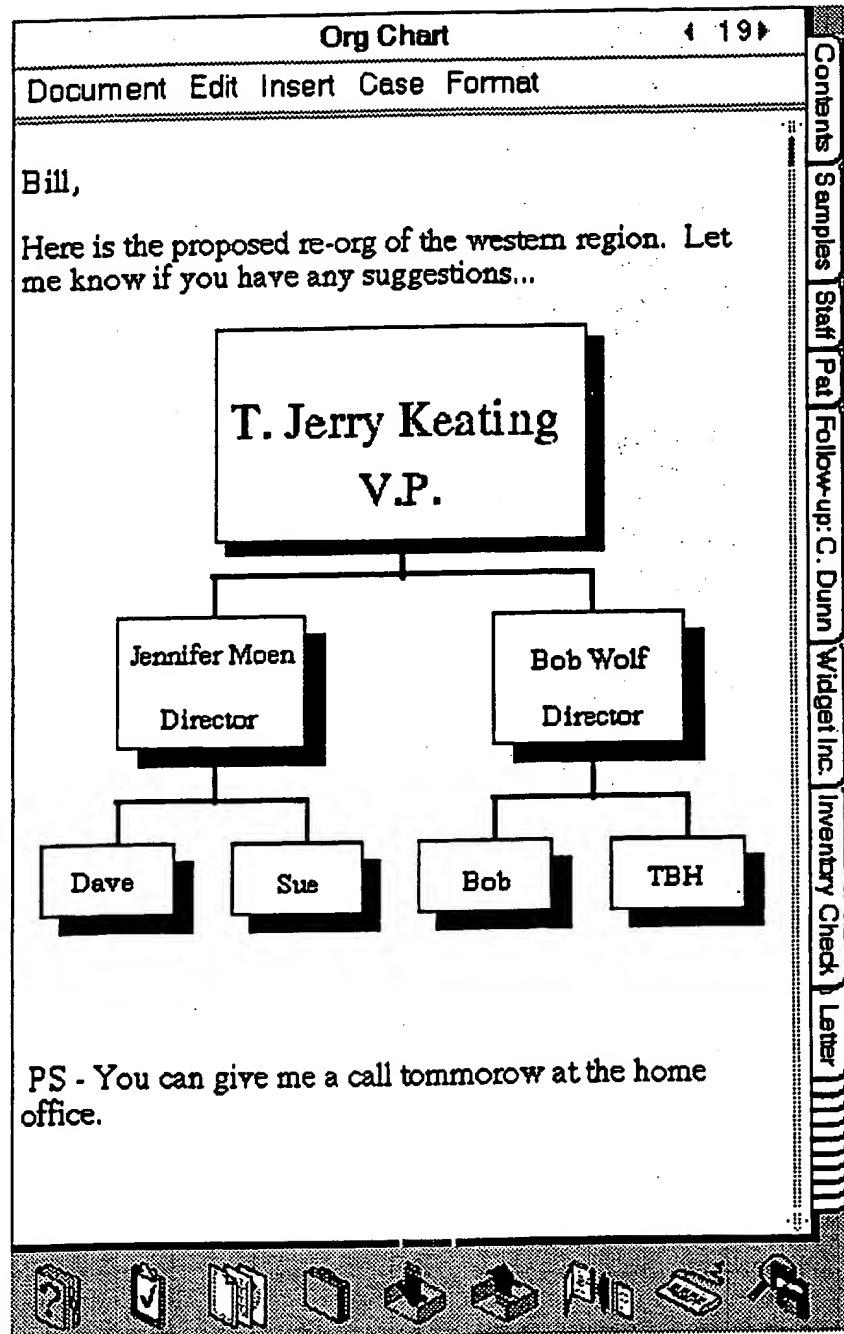 Org Chart
19
Document Edit Insert Case Format
Bill,
Here is the proposed re-org of the western region. Let
me know if you have any suggestions...
T. Jerry Keating
V.P.
Jennifer Moen
Director
Bob Wolf
Director
Dave
Sue
Bob
TBH
PS - You can give me a call tommorow at the home
office.
Contents
Samples
Staff
Pat
Follow-up: C. Dunn
Widget Inc.
Inventory Check
Letter
?